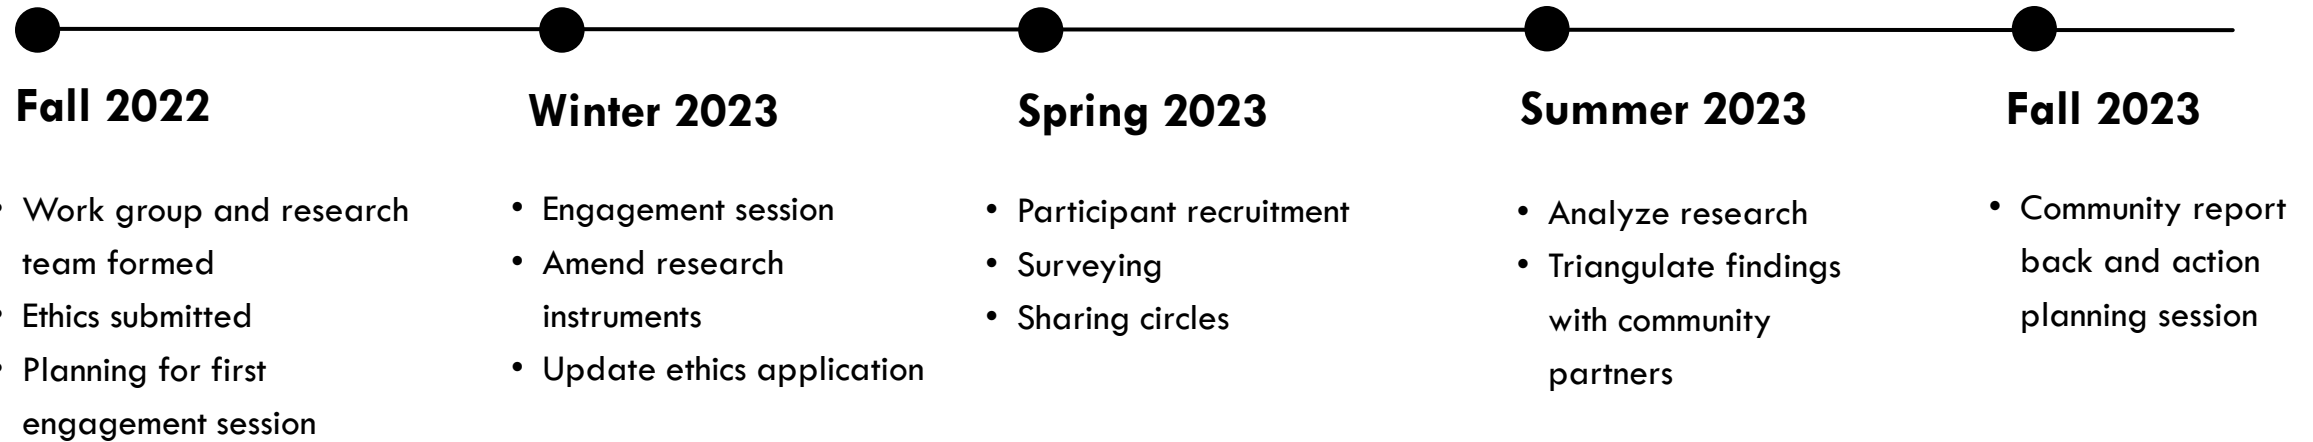 Fall 2022
• Work group and research
team formed
• Ethics submitted
• Planning for first
engagement session
Winter 2023
• Engagement session
• Amend research
instruments
• Update ethics application
Spring 2023
• Participant recruitment
• Surveying
• Sharing circles
Summer 2023
• Analyze research
• Triangulate findings
with community
partners
Fall 2023
• Community report
back and action
planning session